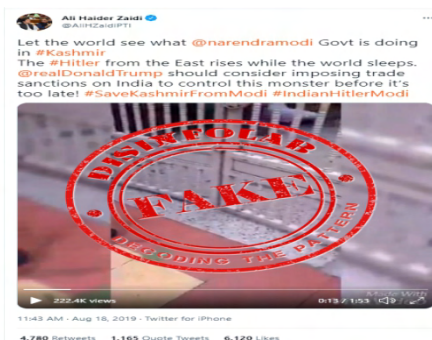 Ali Haider Zaidi
@AliHZaidiPTI
Let the world see what @narendramodi Govt is doing
in #Kashmir
The #Hitler from the East rises while the world sleeps.
@realDonaldTrump should consider imposing trade
sanctions on India to control this monster before it's
too late! #SaveKashmirFromModi #IndianHitlerModi
DISINFOLAB
FAKE
DECODING THE PATTERN
222.4K views
0:13 / 1:53
11:43 AM · Aug 18, 2019 · Twitter for iPhone
4,780 Retweets 1,165 Quote Tweets 6,120 Likes